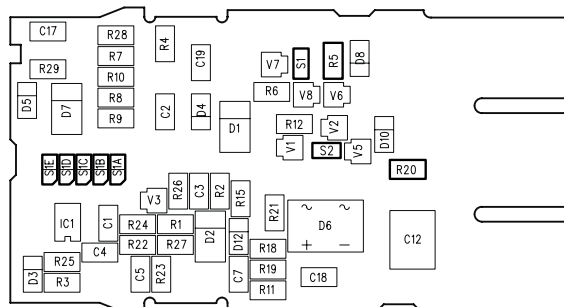 C17
R28
R4
C19
V7
S1
R5
D8
R7
R29
R10
R6
V8
V6
D5
D7
R8
C2
D4
D1
R9
R12
V2
D10
V1
S2
V5
R20
S1E
S1D
S1C
S1B
S1A
V3
R26
C3
R2
R15
R21
IC1
C1
R24
R1
D2
D12
~ ~
D6
+ −
C12
R22
R27
R18
C4
R25
D3
R3
C5
R23
C7
R19
R11
C18